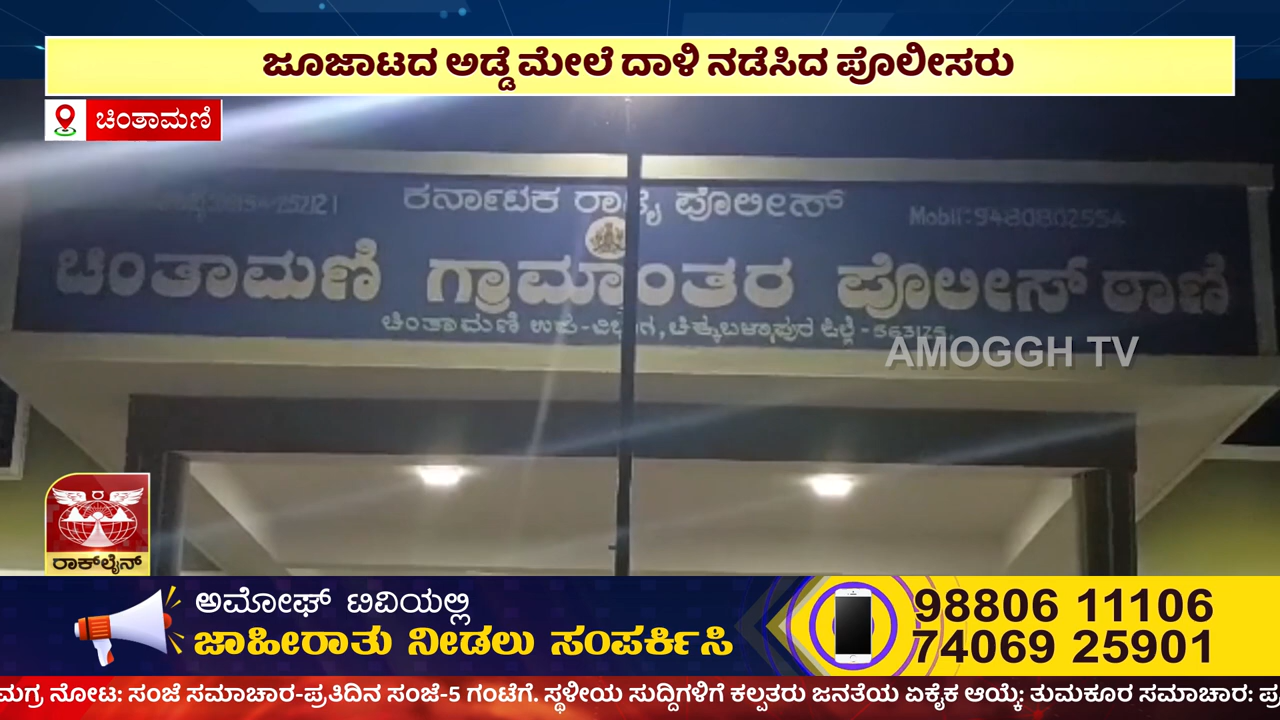 ಜೂಜಾಟದ ಅಡ್ಡೆ ಮೇಲೆ ದಾಳಿ ನಡೆಸಿದ ಪೊಲೀಸರು
ಚಿಂತಾಮಣಿ
ಕರ್ನಾಟಕ ರಾಜ್ಯ ಪೊಲೀಸ್
Mobil: 9480802554
ಚಿಂತಾಮಣಿ ಗ್ರಾಮಾಂತರ ಪೊಲೀಸ್ ಠಾಣೆ
ಚಿಂತಾಮಣಿ ಉಪ-ವಿಭಾಗ, ಚಿಕ್ಕಬಳ್ಳಾಪುರ ಜಿಲ್ಲೆ - 563125.
AMOGGH TV
ರಾಕ್‌ಲೈನ್
ಅಮೋಘ್ ಟಿವಿಯಲ್ಲಿ
ಜಾಹೀರಾತು ನೀಡಲು ಸಂಪರ್ಕಿಸಿ
98806 11106
74069 25901
ಮಗ್ರ ನೋಟ: ಸಂಜೆ ಸಮಾಚಾರ-ಪ್ರತಿದಿನ ಸಂಜೆ-5 ಗಂಟೆಗೆ. ಸ್ಥಳೀಯ ಸುದ್ದಿಗಳಿಗೆ ಕಲ್ಪತರು ಜನತೆಯ ಏಕೈಕ ಆಯ್ಕೆ: ತುಮಕೂರ ಸಮಾಚಾರ: ಪ್ರ